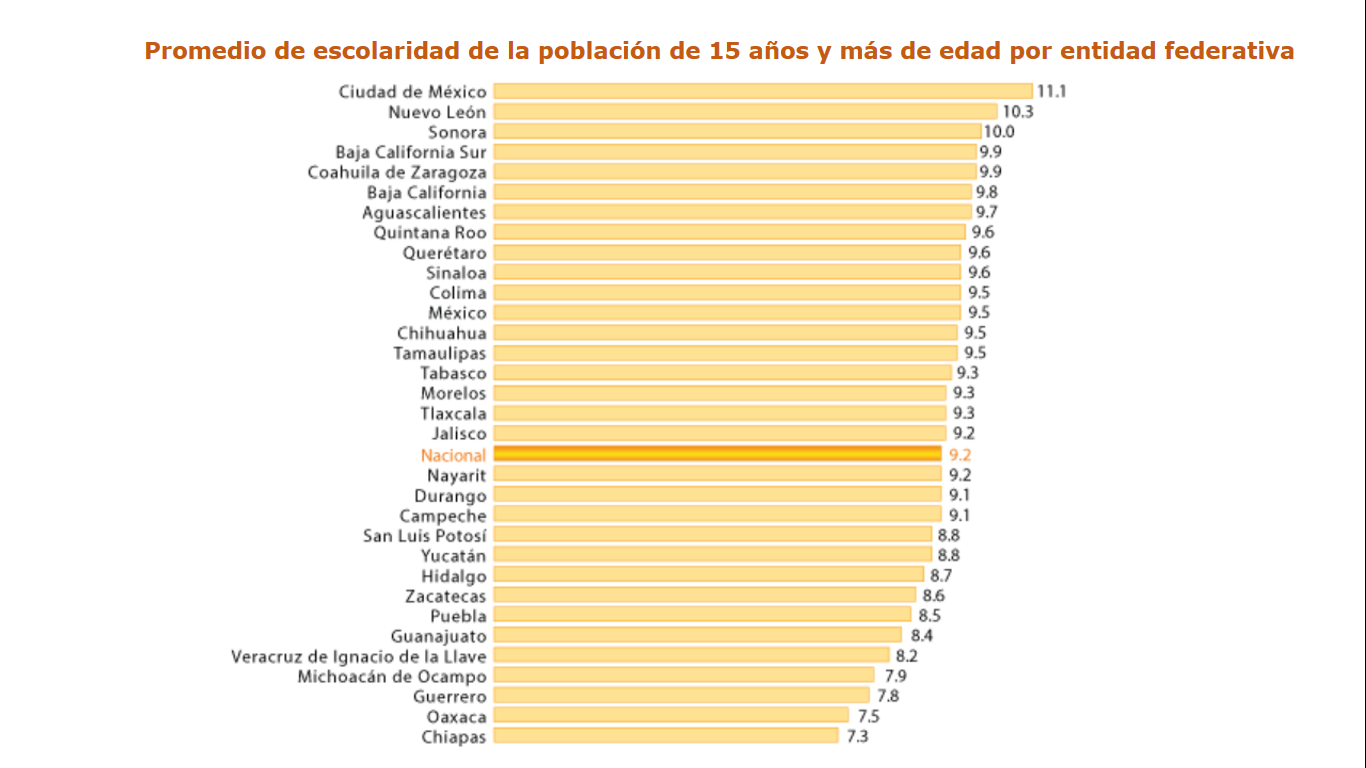 Promedio de escolaridad de la población de 15 años y más de edad por entidad federativa
Ciudad de México 11.1
Nuevo León 10.3
Sonora 10.0
Baja California Sur 9.9
Coahuila de Zaragoza 9.9
Baja California 9.8
Aguascalientes 9.7
Quintana Roo 9.6
Querétaro 9.6
Sinaloa 9.6
Colima 9.5
México 9.5
Chihuahua 9.5
Tamaulipas 9.5
Tabasco 9.3
Morelos 9.3
Tlaxcala 9.3
Jalisco 9.2
Nacional 9.2
Nayarit 9.2
Durango 9.1
Campeche 9.1
San Luis Potosí 8.8
Yucatán 8.8
Hidalgo 8.7
Zacatecas 8.6
Puebla 8.5
Guanajuato 8.4
Veracruz de Ignacio de la Llave 8.2
Michoacán de Ocampo 7.9
Guerrero 7.8
Oaxaca 7.5
Chiapas 7.3